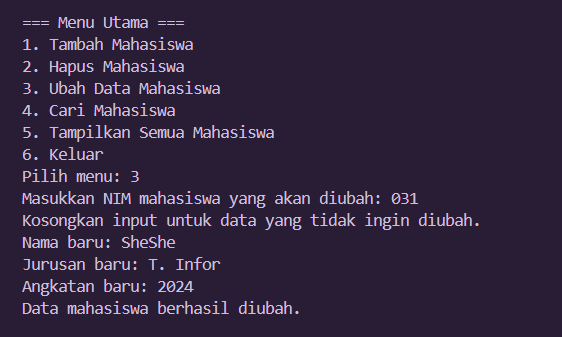 === Menu Utama ===
1. Tambah Mahasiswa
2. Hapus Mahasiswa
3. Ubah Data Mahasiswa
4. Cari Mahasiswa
5. Tampilkan Semua Mahasiswa
6. Keluar
Pilih menu: 3
Masukkan NIM mahasiswa yang akan diubah: 031
Kosongkan input untuk data yang tidak ingin diubah.
Nama baru: SheShe
Jurusan baru: T. Infor
Angkatan baru: 2024
Data mahasiswa berhasil diubah.